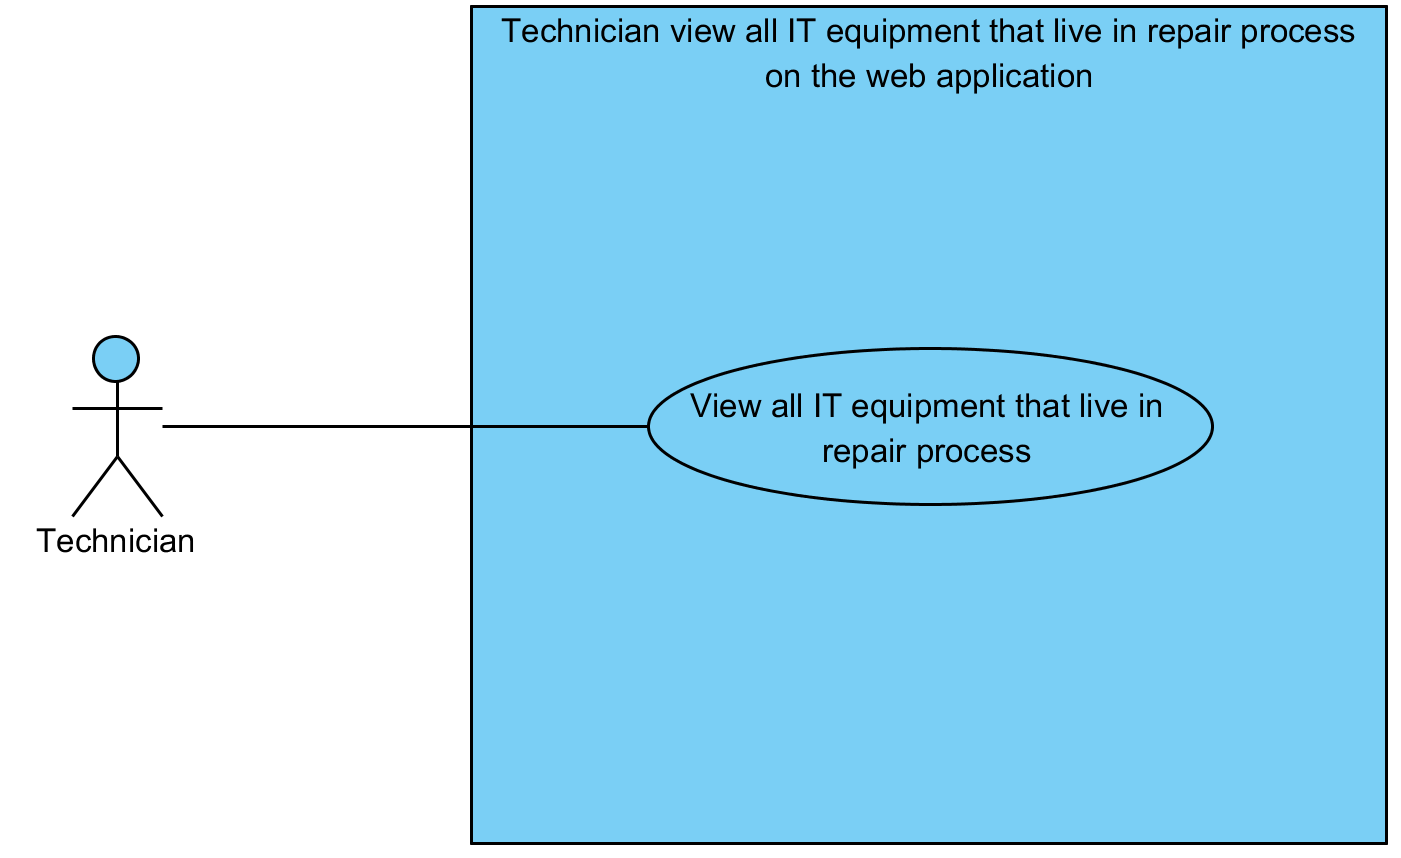 Technician view all IT equipment that live in repair process
on the web application
View all IT equipment that live in
repair process
Technician